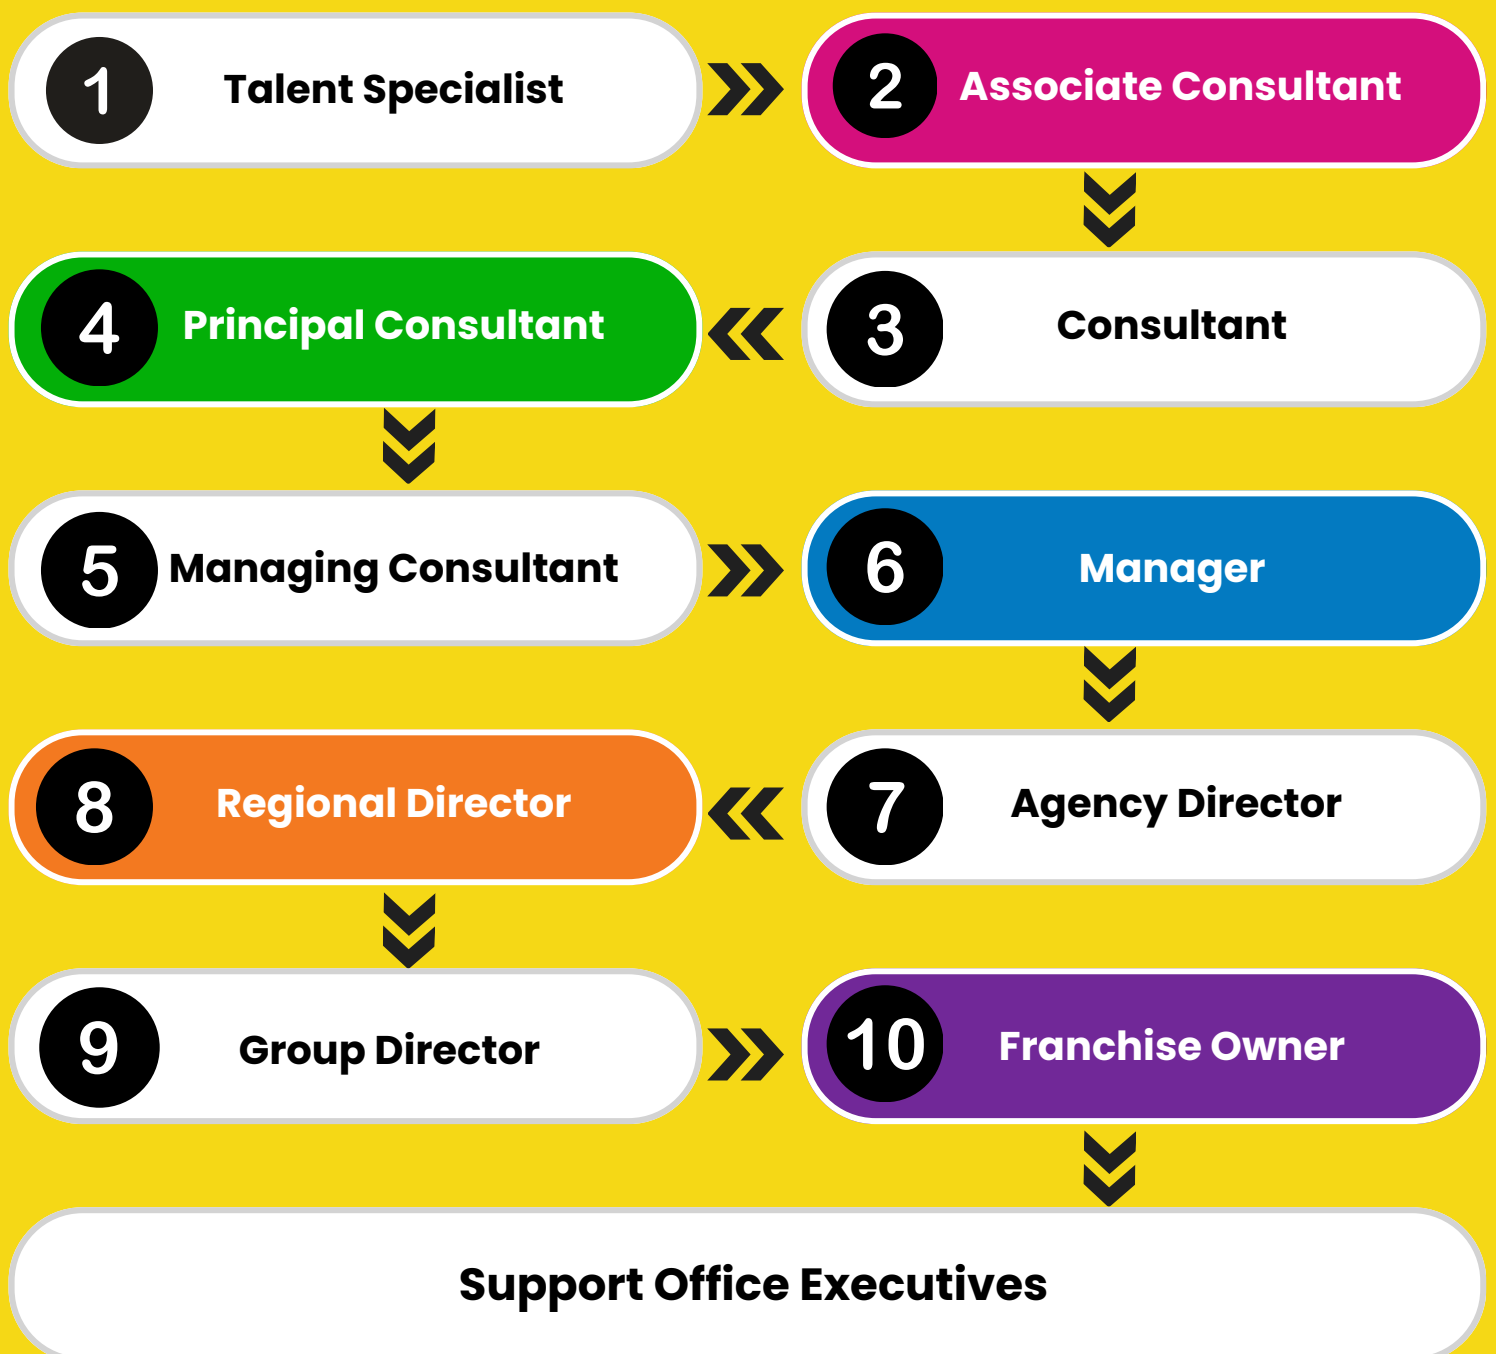 1 Talent Specialist
2 Associate Consultant
3 Consultant
4 Principal Consultant
5 Managing Consultant
6 Manager
7 Agency Director
8 Regional Director
9 Group Director
10 Franchise Owner
Support Office Executives